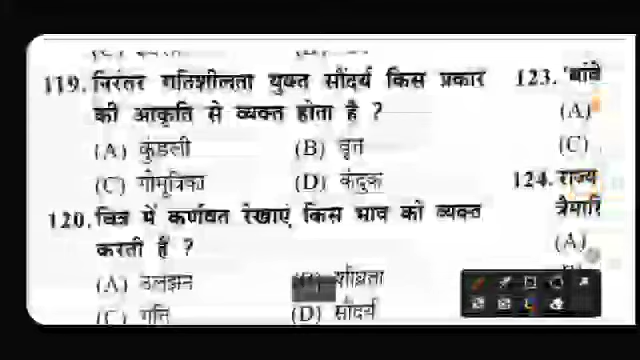 119. निरंतर गतिशीलता युक्त सौंदर्य किस प्रकार
की आकृति से व्यक्त होता है ?
(A) कुंडली (B) वृत
(C) गोमूत्रिका (D) कंदुक
120. चित्र में कर्णवत रेखाएं किस भाव को व्यक्त
करती है ?
(A) उलझन (B) शीघ्रता
(C) गति (D) सौंदर्य
123.
(A)
(C)
124. राज्य
(A)